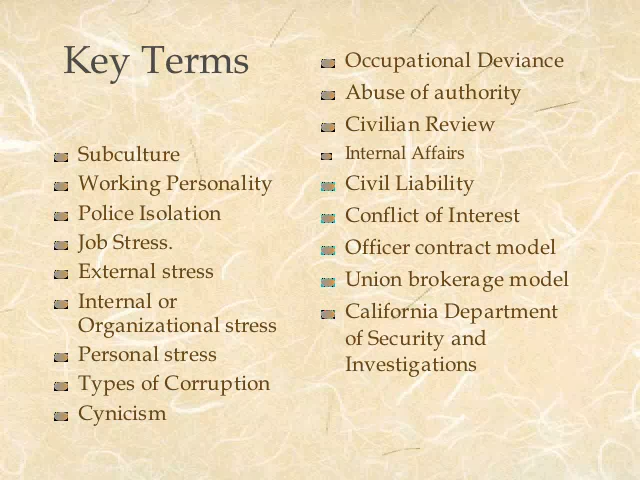 Key Terms
Subculture
Working Personality
Police Isolation
Job Stress.
External stress
Internal or
Organizational stress
Personal stress
Types of Corruption
Cynicism
Occupational Deviance
Abuse of authority
Civilian Review
Internal Affairs
Civil Liability
Conflict of Interest
Officer contract model
Union brokerage model
California Department
of Security and
Investigations